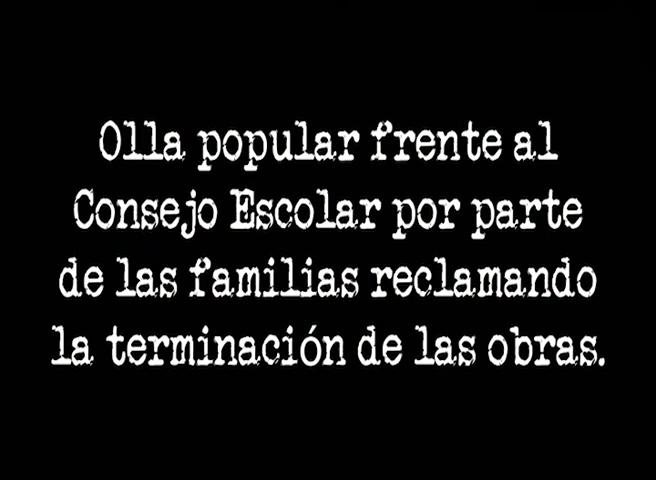 Olla popular frente al
Consejo Escolar por parte
de las familias reclamando
la terminación de las obras.